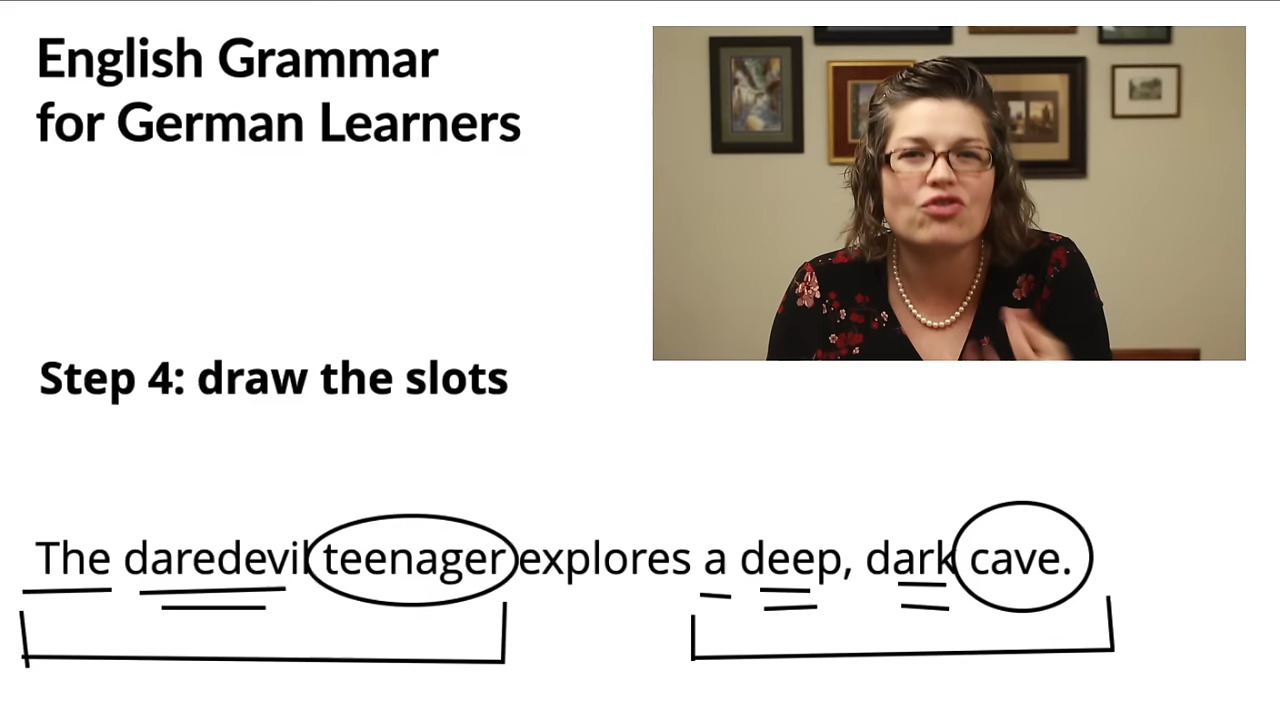 English Grammar
for German Learners
Step 4: draw the slots
The daredevil teenager explores a deep, dark cave.